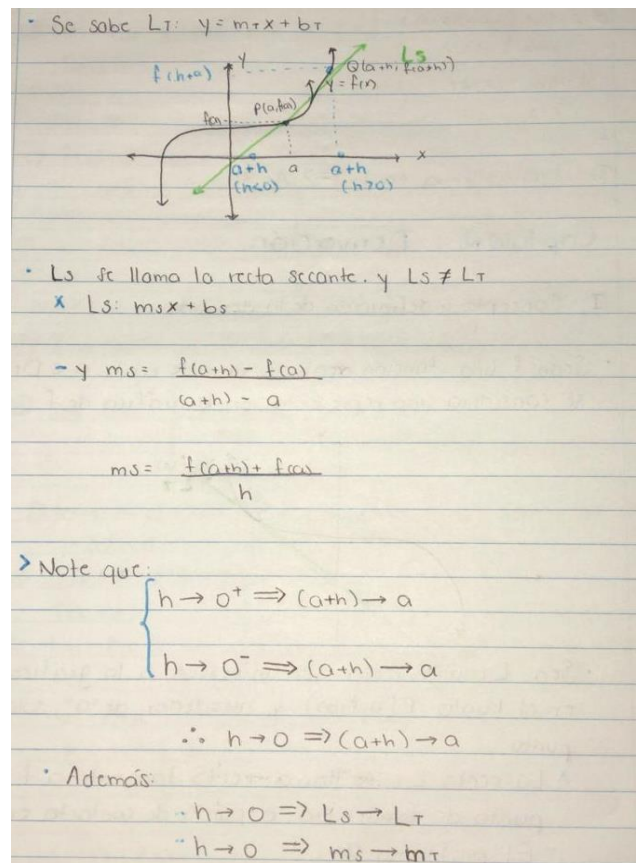 • Se sabe LT: y = mT x + bT
y
LS
f(h+a)
Q(a+h, f(a+h))
y = f(x)
P(a, f(a))
f(a)
x
a+h
a
a+h
(h<0)
(h>0)
• Ls se llama la recta secante. y Ls ≠ LT
x Ls: msx + bs
- y ms = f(a+h) - f(a)
(a+h) - a
ms = f(a+h) + f(a)
h
> Note que:
h → 0⁺ ⟹ (a+h) → a
h → 0⁻ ⟹ (a+h) → a
∴ h → 0 ⟹ (a+h) → a
• Además:
h → 0 ⟹ Ls → LT
h → 0 ⟹ ms → mT